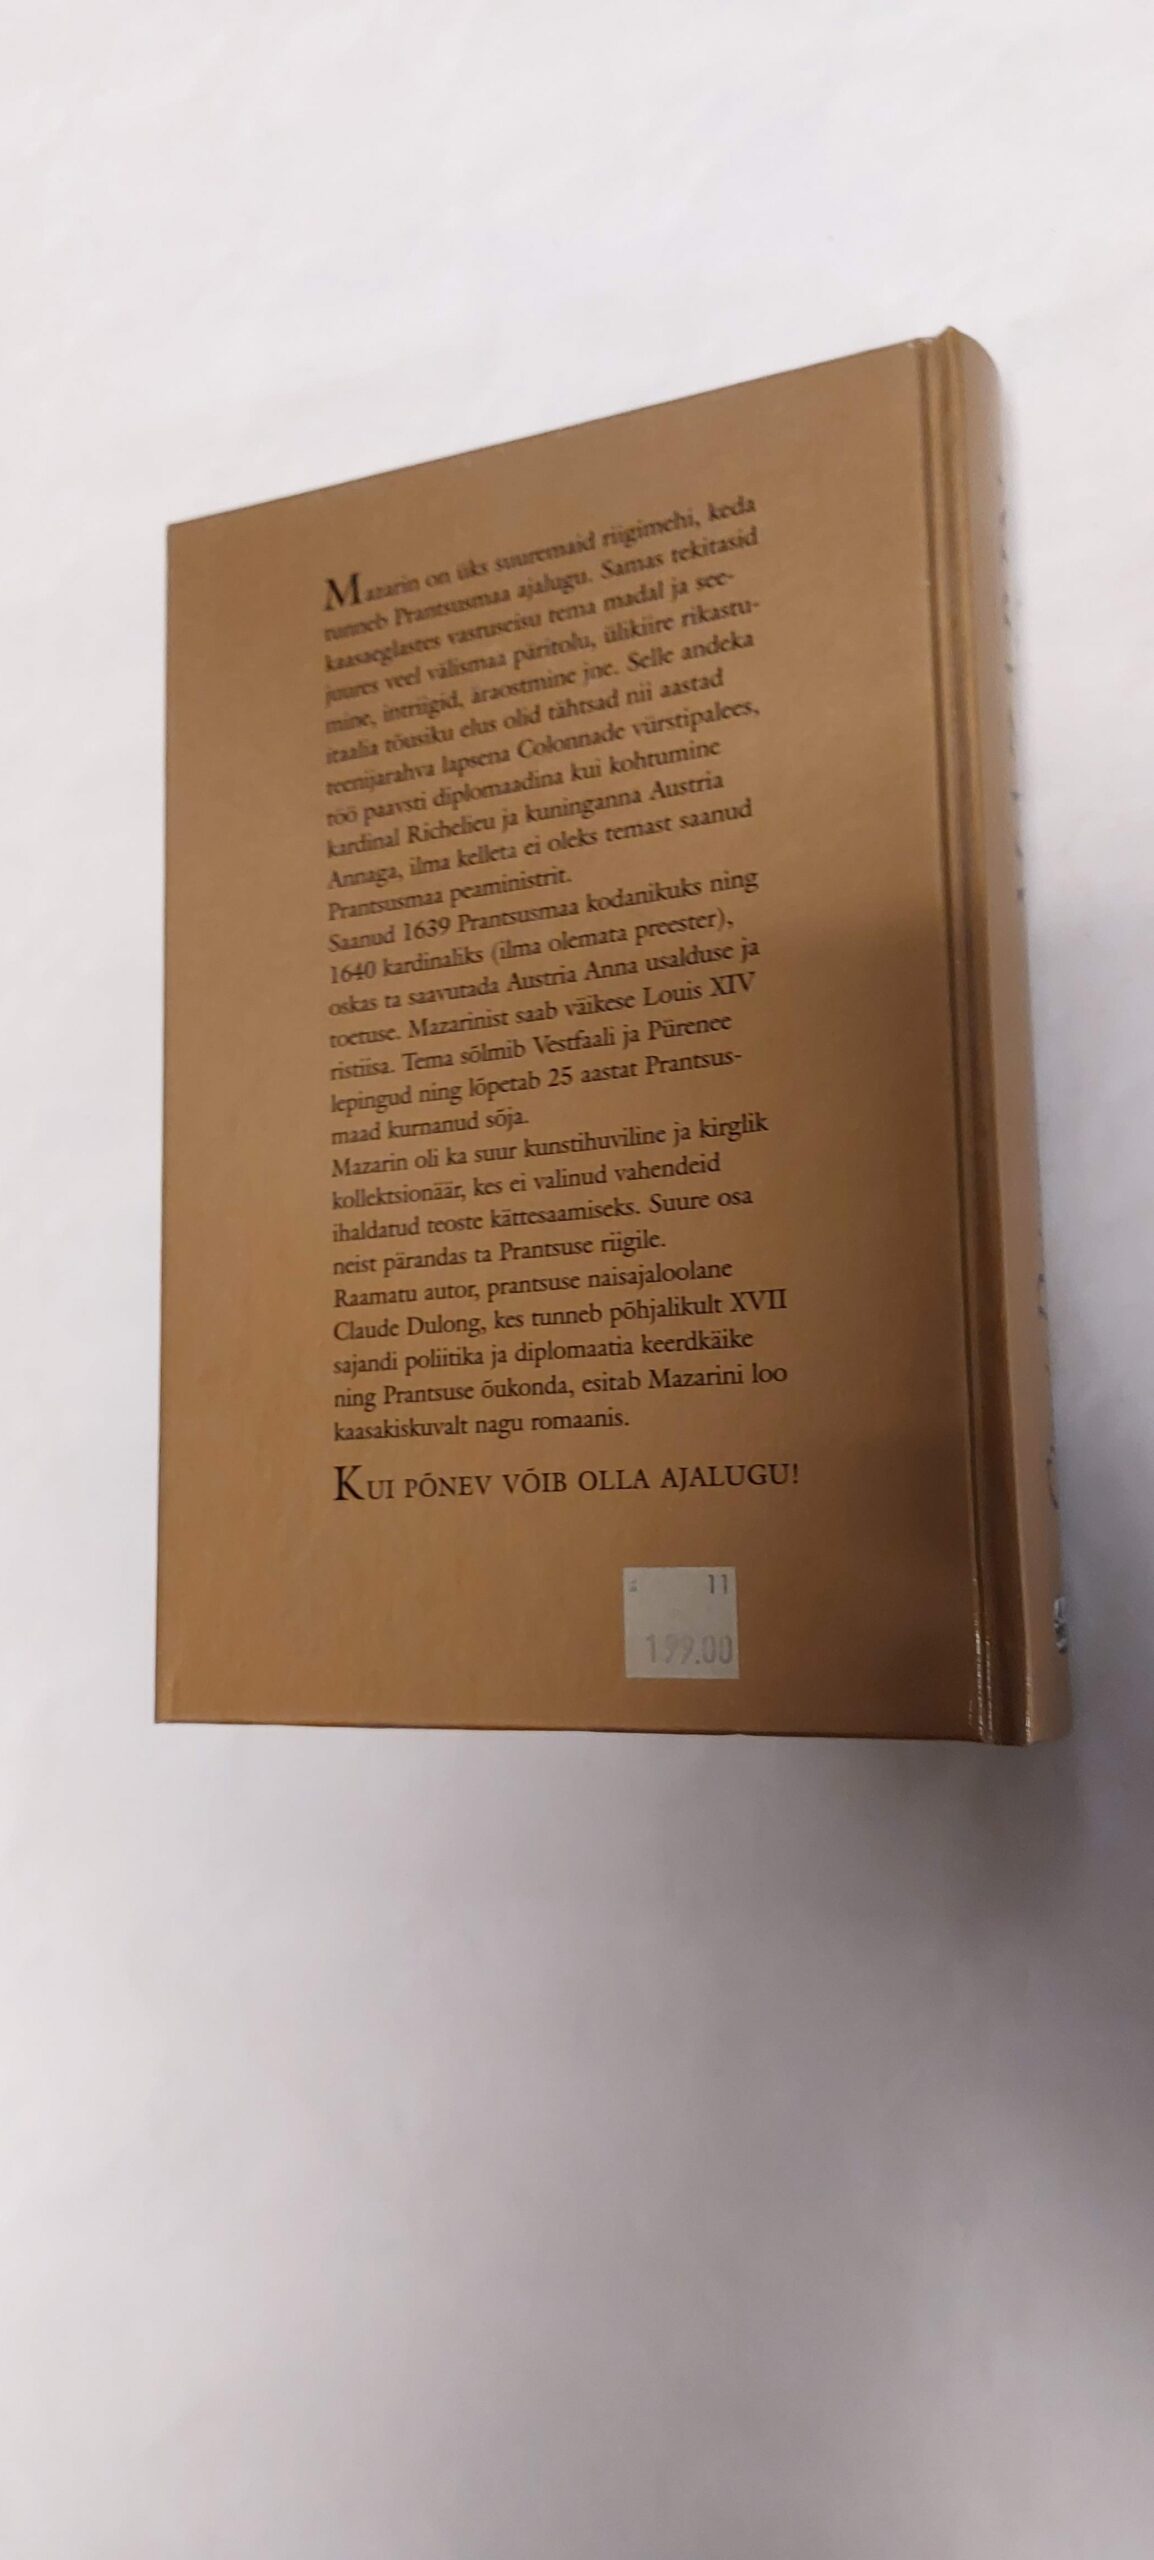 Mazarin on üks suuremaid riigimehi, keda
tunneb Prantsusmaa ajalugu. Samas tekitasid
kaasaeglastes vastuseisu tema madal ja see-
juures veel välismaa päritolu, ülikiire rikastu-
mine, intriigid, äraostmine jne. Selle andeka
itaalia tõusiku elus olid tähtsad nii aastad
teenijarahva lapsena Colonnade vürstipalees,
töö paavsti diplomaadina kui kohtumine
kardinal Richelieu ja kuninganna Austria
Annaga, ilma kelleta ei oleks temast saanud
Prantsusmaa peaministrit.
Saanud 1639 Prantsusmaa kodanikuks ning
1640 kardinaliks (ilma olemata preester),
oskas ta saavutada Austria Anna usalduse ja
toetuse. Mazarinist saab väikese Louis XIV
ristiisa. Tema sõlmib Vestfaali ja Pürenee
lepingud ning lõpetab 25 aastat Prantsus-
maad kurnanud sõja.
Mazarin oli ka suur kunstihuviline ja kirglik
kollektsionäär, kes ei valinud vahendeid
ihaldatud teoste kättesaamiseks. Suure osa
neist pärandas ta Prantsuse riigile.
Raamatu autor, prantsuse naisajaloolane
Claude Dulong, kes tunneb põhjalikult XVII
sajandi poliitika ja diplomaatia keerdkäike
ning Prantsuse õukonda, esitab Mazarini loo
kaasakiskuvalt nagu romaanis.
KUI PÕNEV VÕIB OLLA AJALUGU!
11
199.00